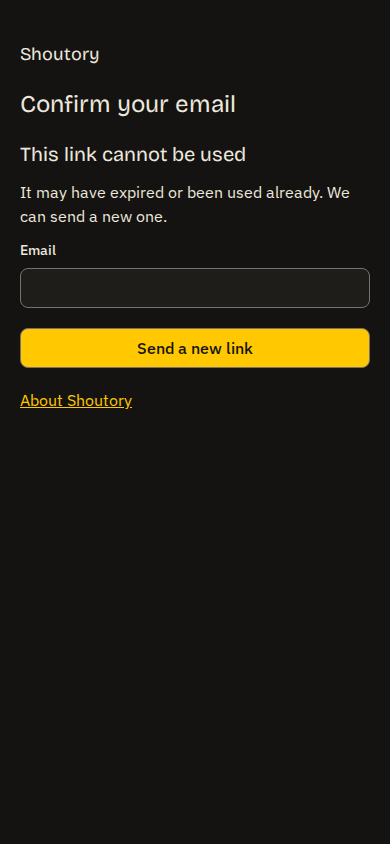 Shoutory
Confirm your email
This link cannot be used
It may have expired or been used already. We
can send a new one.
Email
Send a new link
About Shoutory